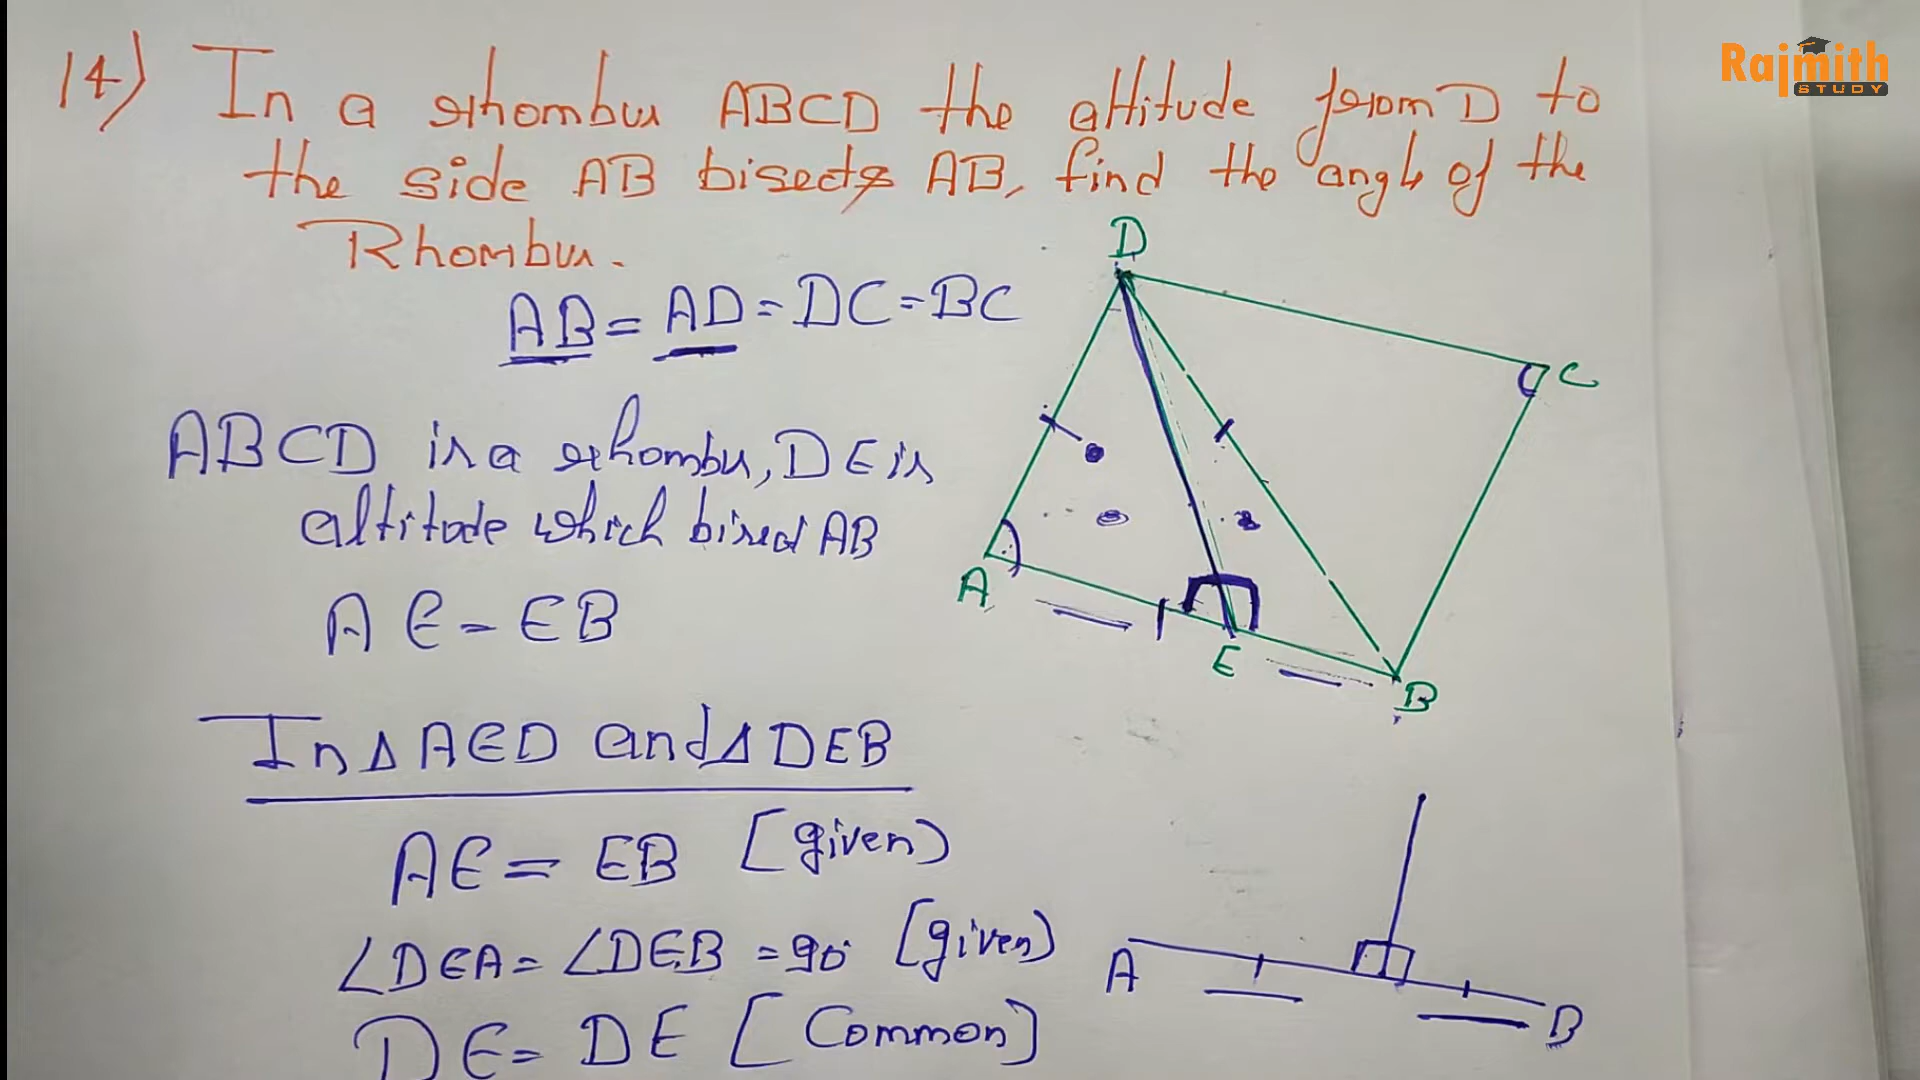 Rajmith
STUDY
14) In a rhombus ABCD the altitude from D to
the side AB bisects AB, find the angle of the
Rhombus.
AB = AD = DC = BC
ABCD is a rhombus, DE is
altitude which bisect AB
AE = EB
In Δ AED and Δ DEB
AE = EB [given)
∠DEA = ∠DEB = 90° [given)
DE = DE [Common]
D
C
A
E
B
A
B